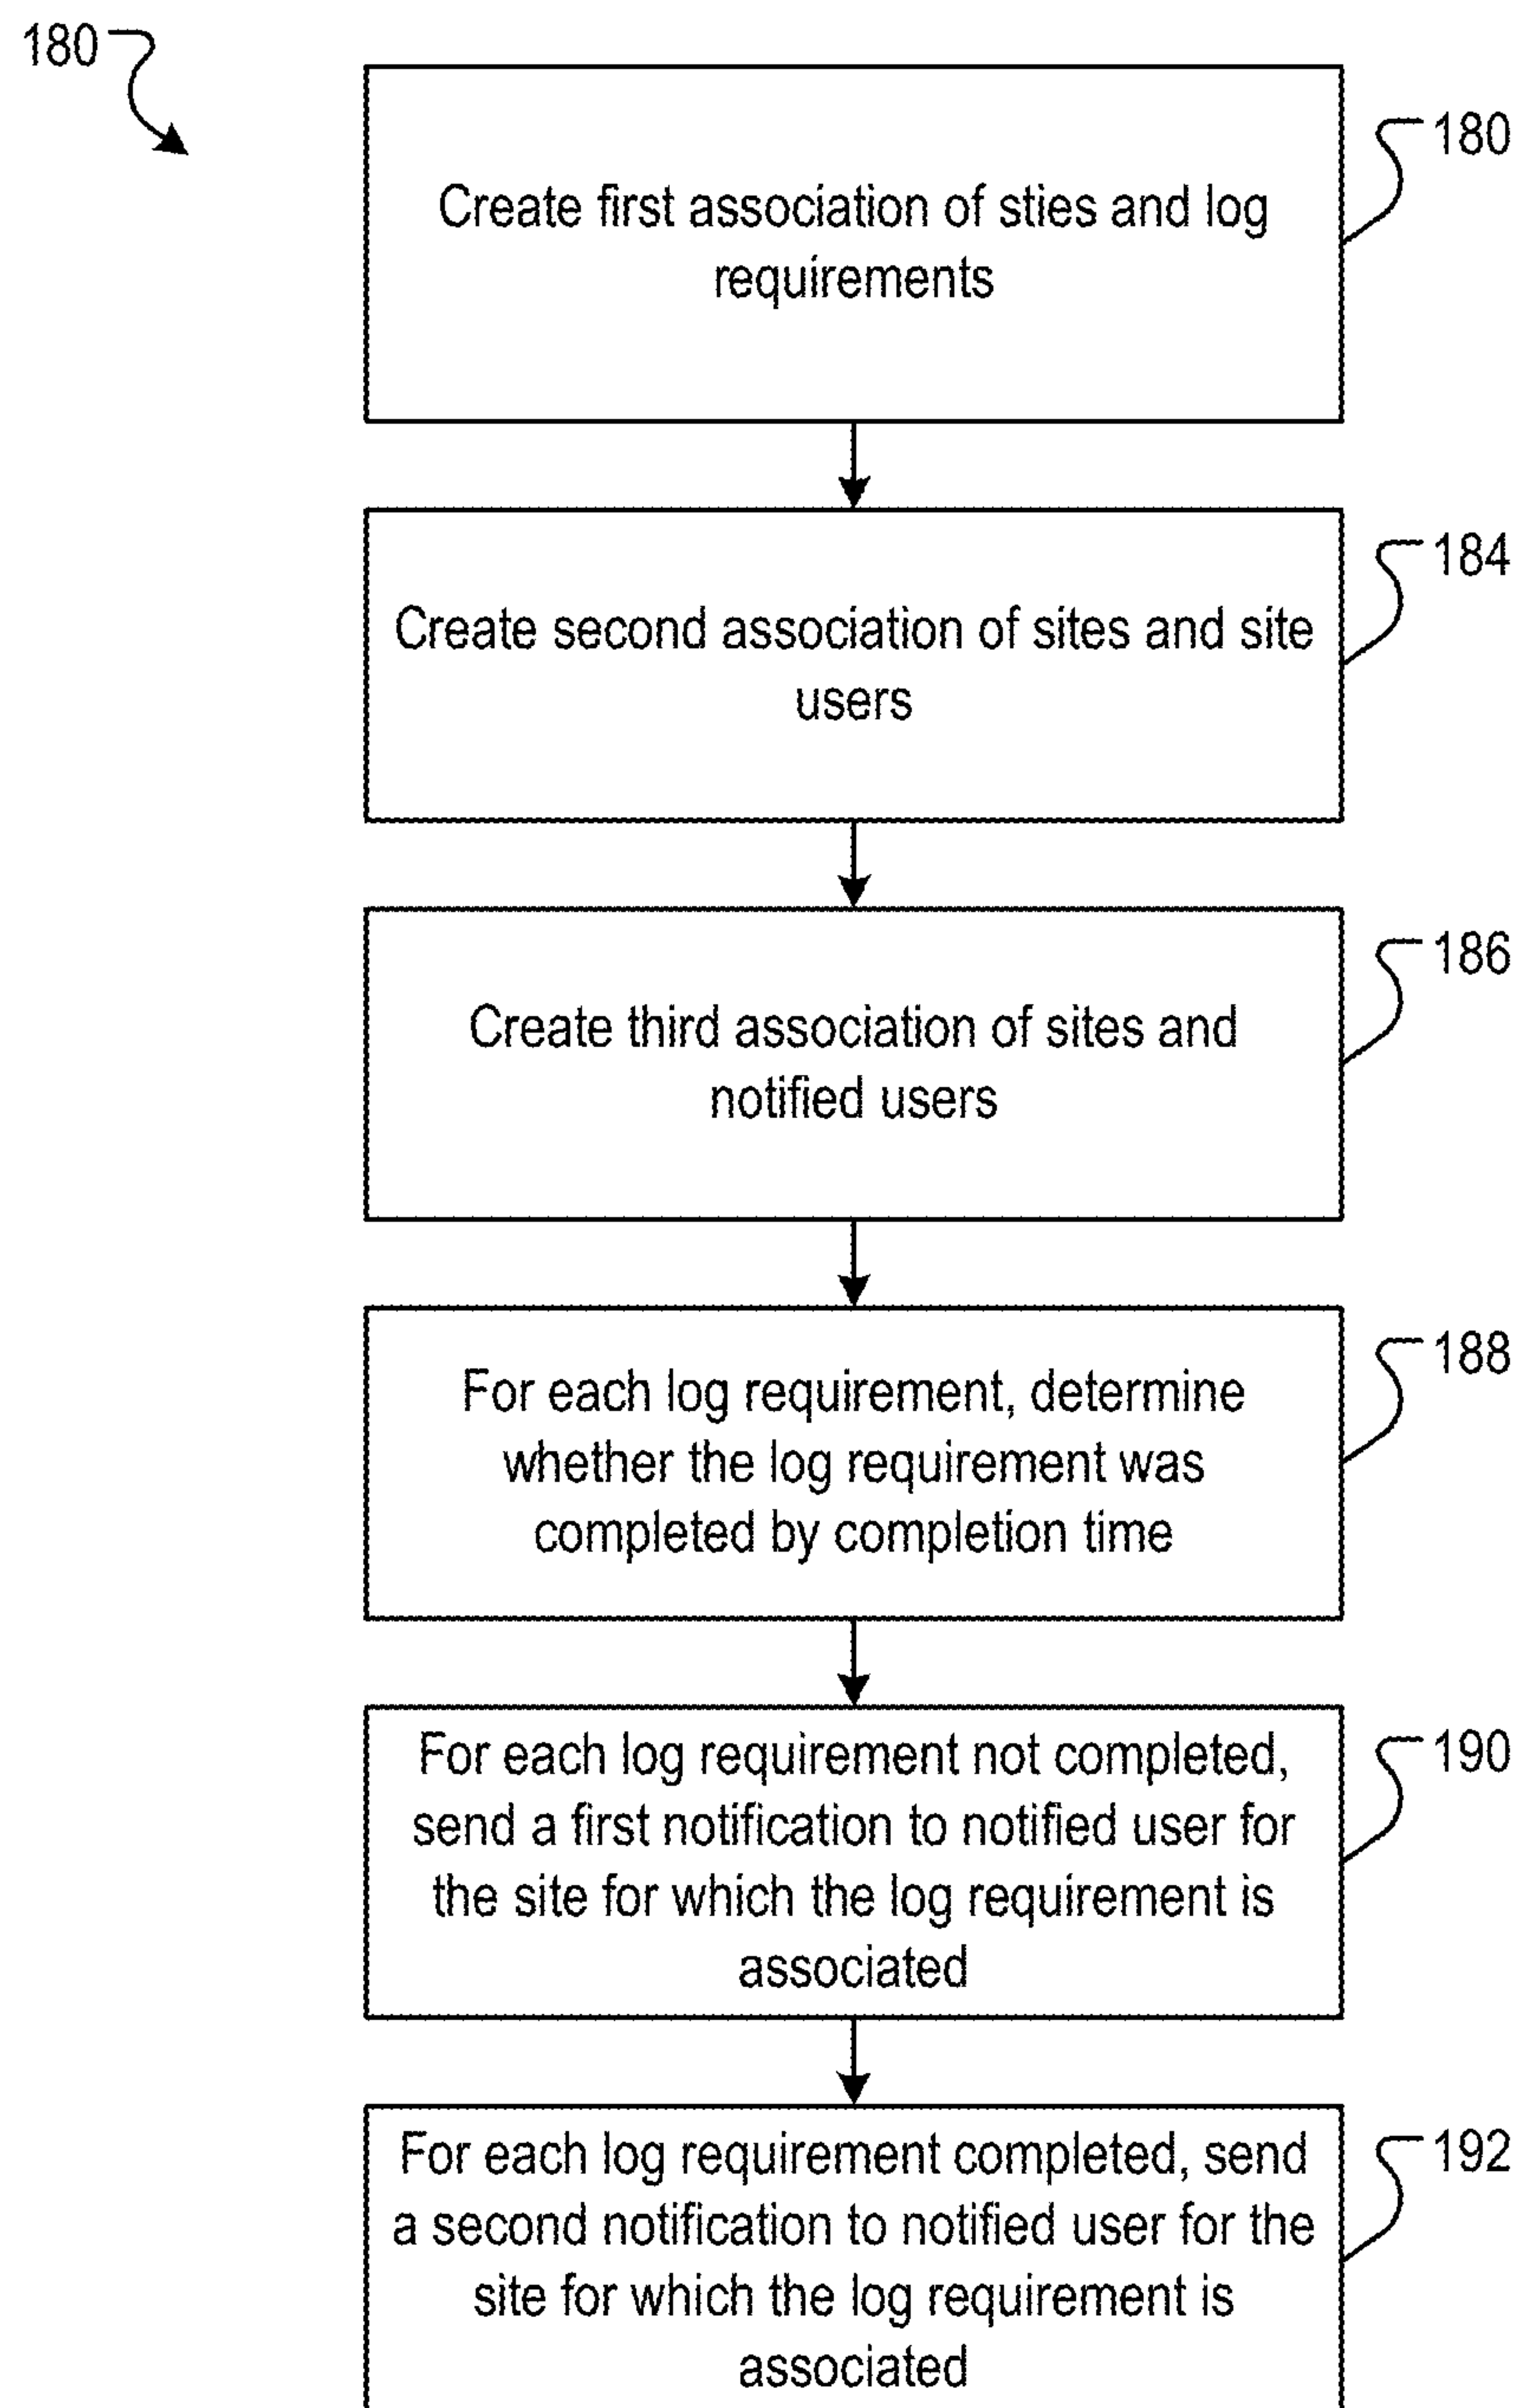 180
Create first association of sties and log
requirements
180
Create second association of sites and site
users
184
Create third association of sites and
notified users
186
For each log requirement, determine
whether the log requirement was
completed by completion time
188
For each log requirement not completed,
send a first notification to notified user for
the site for which the log requirement is
associated
190
For each log requirement completed, send
a second notification to notified user for the
site for which the log requirement is
associated
192